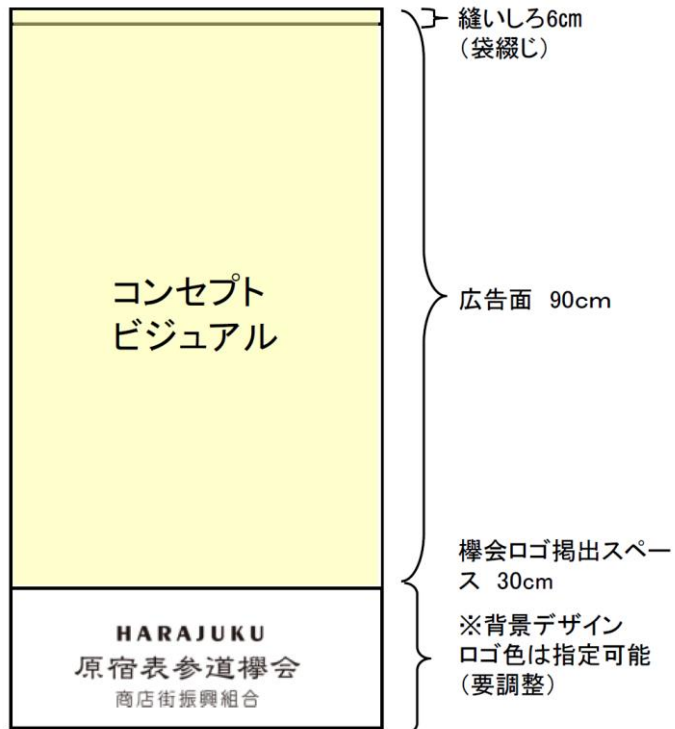 縫いしろ6㎝
（袋綴じ）
コンセプト
ビジュアル
広告面 90ｃｍ
欅会ロゴ掲出スペー
ス 30cm
※背景デザイン
ロゴ色は指定可能
（要調整）
HARAJUKU
原宿表参道欅会
商店街振興組合